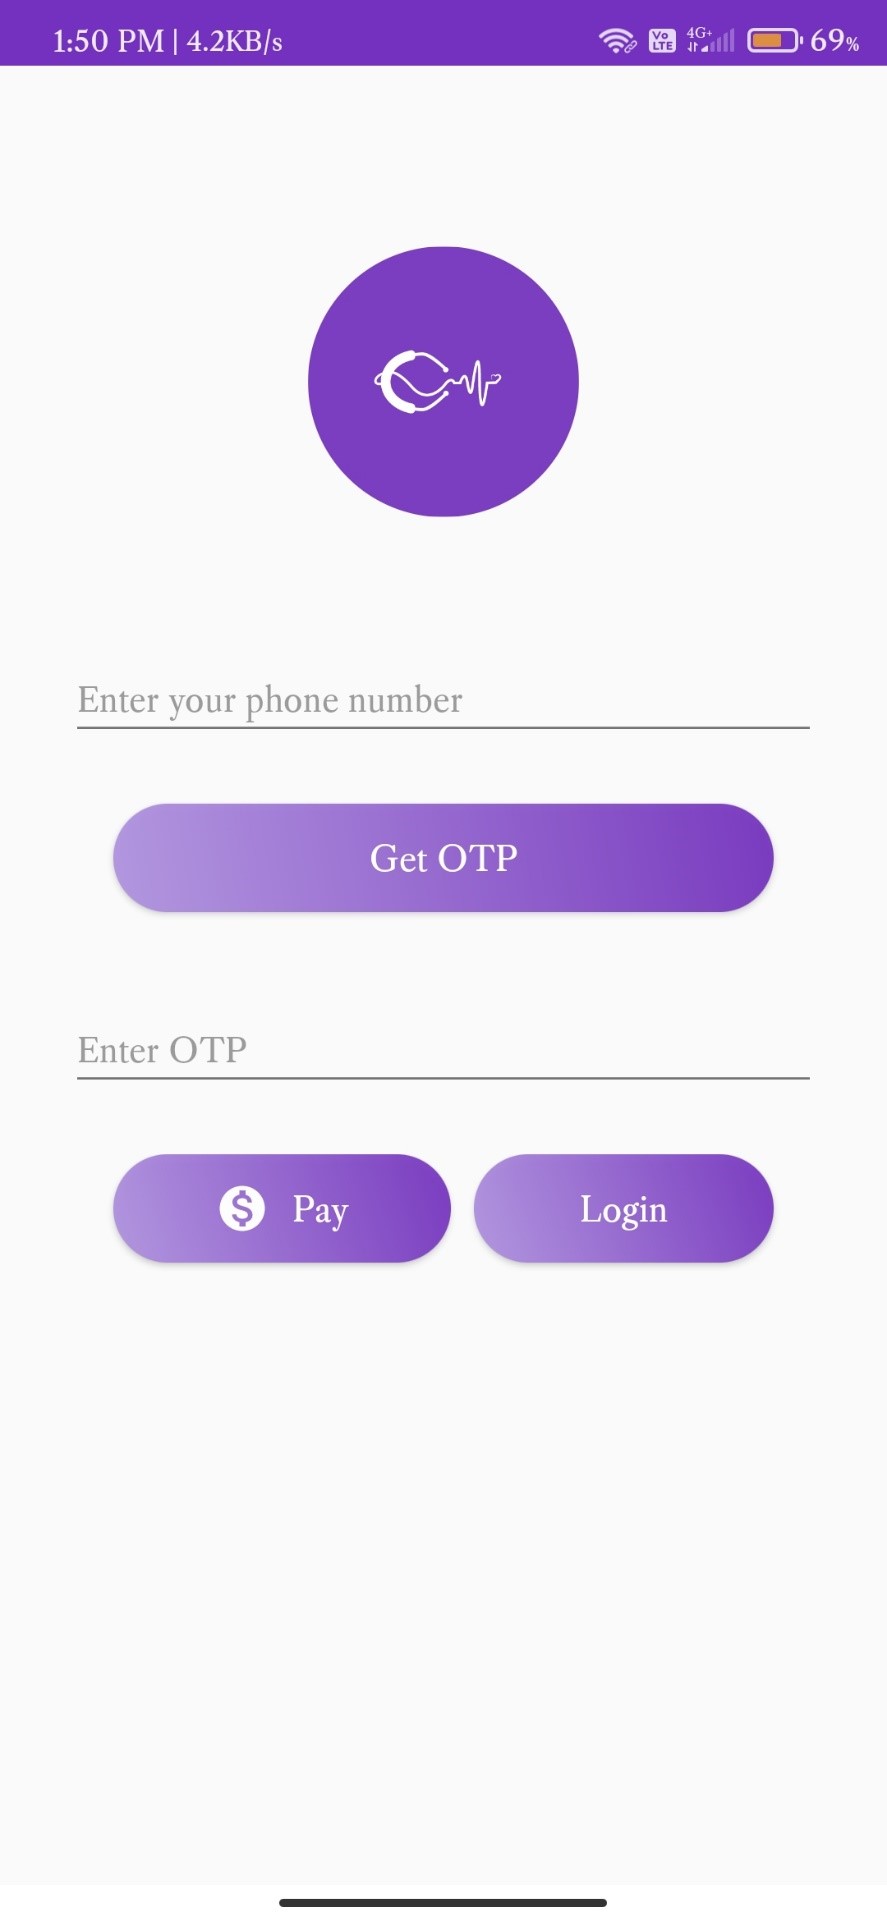 1:50 PM | 4.2KB/s Vo LTE 4G+ 69%
Enter your phone number
Get OTP
Enter OTP
Pay Login